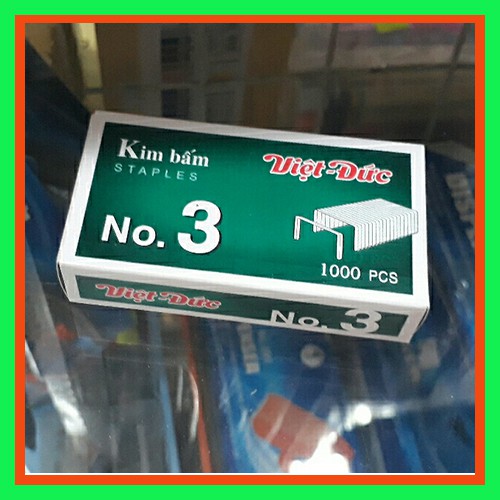 Kim bấm
STAPLES
Việt-Đức
No. 3
1000 PCS
Việt-Đức
No. 3